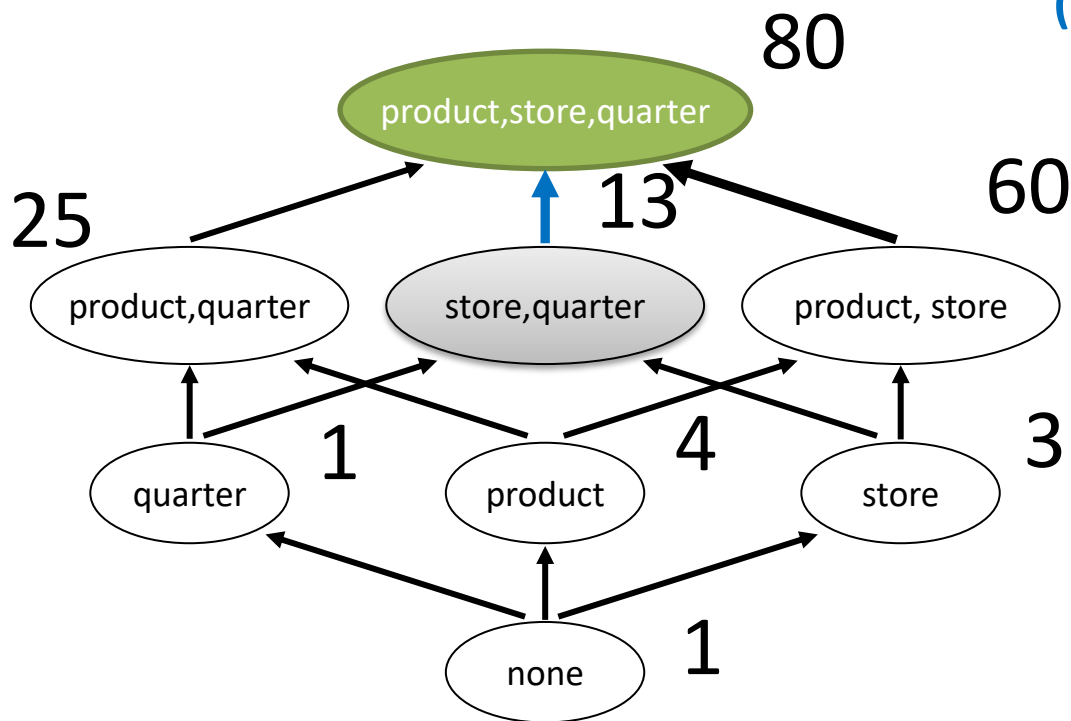 (
80
product,store,quarter
25
13
60
product,quarter
store,quarter
product, store
1
4
3
quarter
product
store
none
1